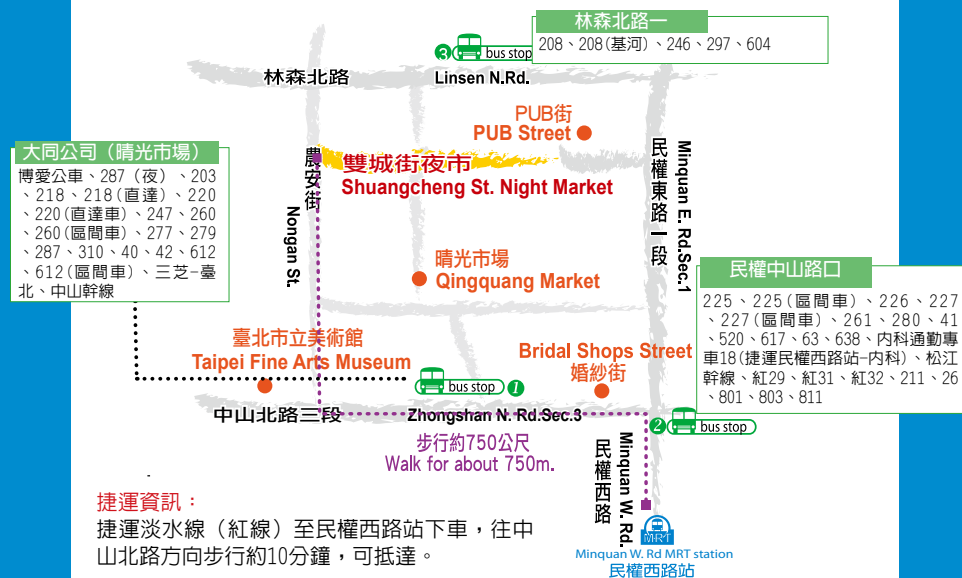 林森北路一
208、208(基河)、246、297、604
❸ bus stop
林森北路
Linsen N.Rd.
PUB街
PUB Street
大同公司（晴光市場）
博愛公車、287（夜）、203
、218、218(直達)、220
、220(直達車)、247、260
、260(區間車)、277、279
、287、310、40、42、612
、612(區間車)、三芝-臺
北、中山幹線
農安街
Nongan St.
雙城街夜市
Shuangcheng St. Night Market
民權東路一段
Minquan E. Rd.Sec.1
晴光市場
Qingquang Market
民權中山路口
225、225(區間車)、226、227
、227(區間車)、261、280、41
、520、617、63、638、內科通勤專
車18(捷運民權西路站-內科)、松江
幹線、紅29、紅31、紅32、211、26
、801、803、811
臺北市立美術館
Taipei Fine Arts Museum
Bridal Shops Street
婚紗街
bus stop ❶
中山北路三段
Zhongshan N. Rd.Sec.3
❷ bus stop
步行約750公尺
Walk for about 750m.
民權西路
Minquan W. Rd.
捷運資訊：
捷運淡水線（紅線）至民權西路站下車，往中
山北路方向步行約10分鐘，可抵達。
MRT
Minquan W. Rd MRT station
民權西路站